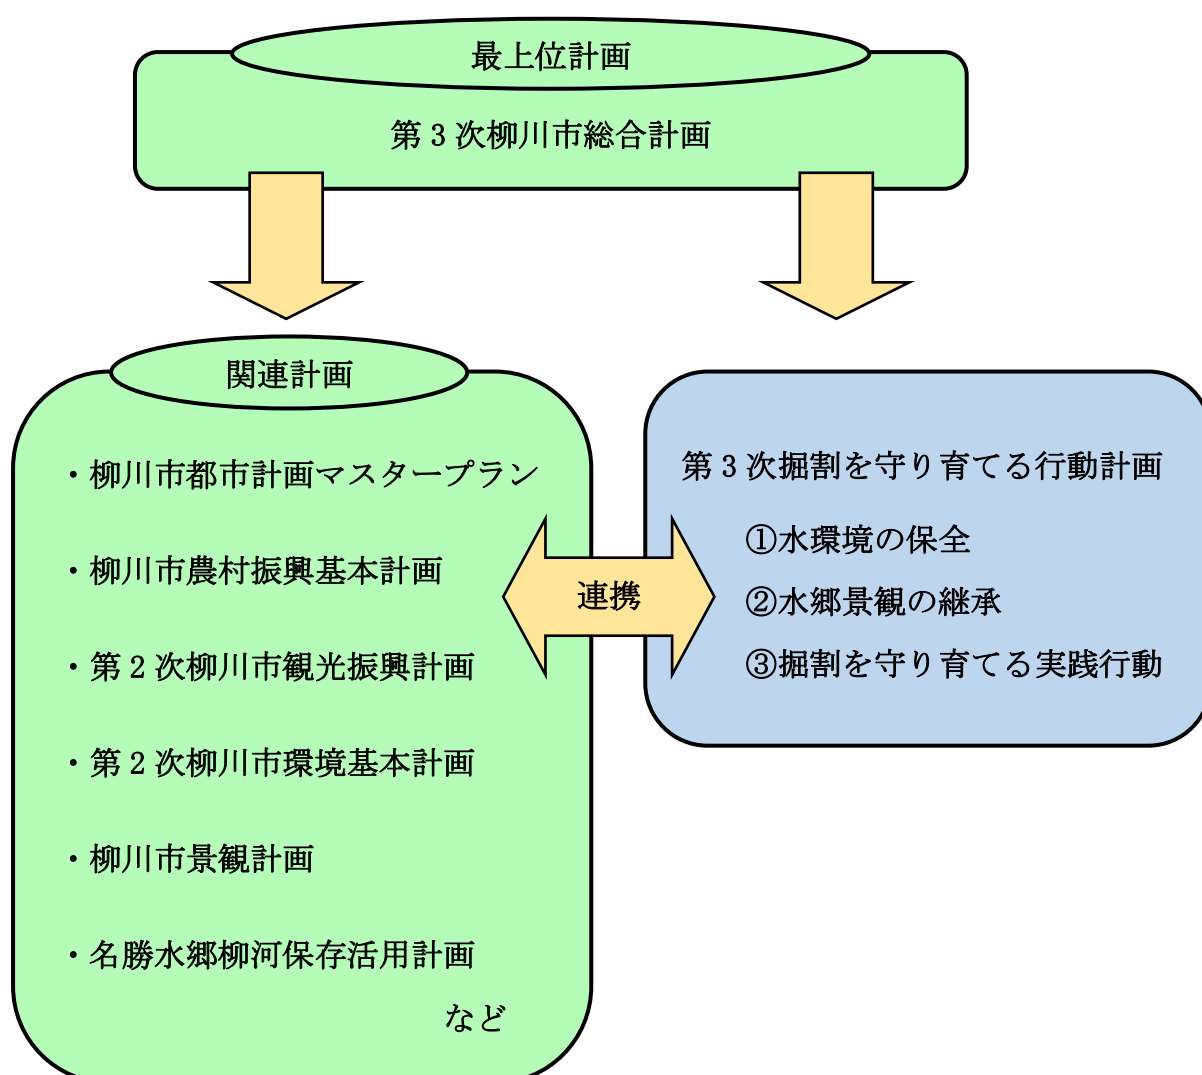 最上位計画
第3次柳川市総合計画
関連計画
・柳川市都市計画マスタープラン
・柳川市農村振興基本計画
・第2次柳川市観光振興計画
・第2次柳川市環境基本計画
・柳川市景観計画
・名勝水郷柳河保存活用計画
など
連携
第3次掘割を守り育てる行動計画
①水環境の保全
②水郷景観の継承
③掘割を守り育てる実践行動